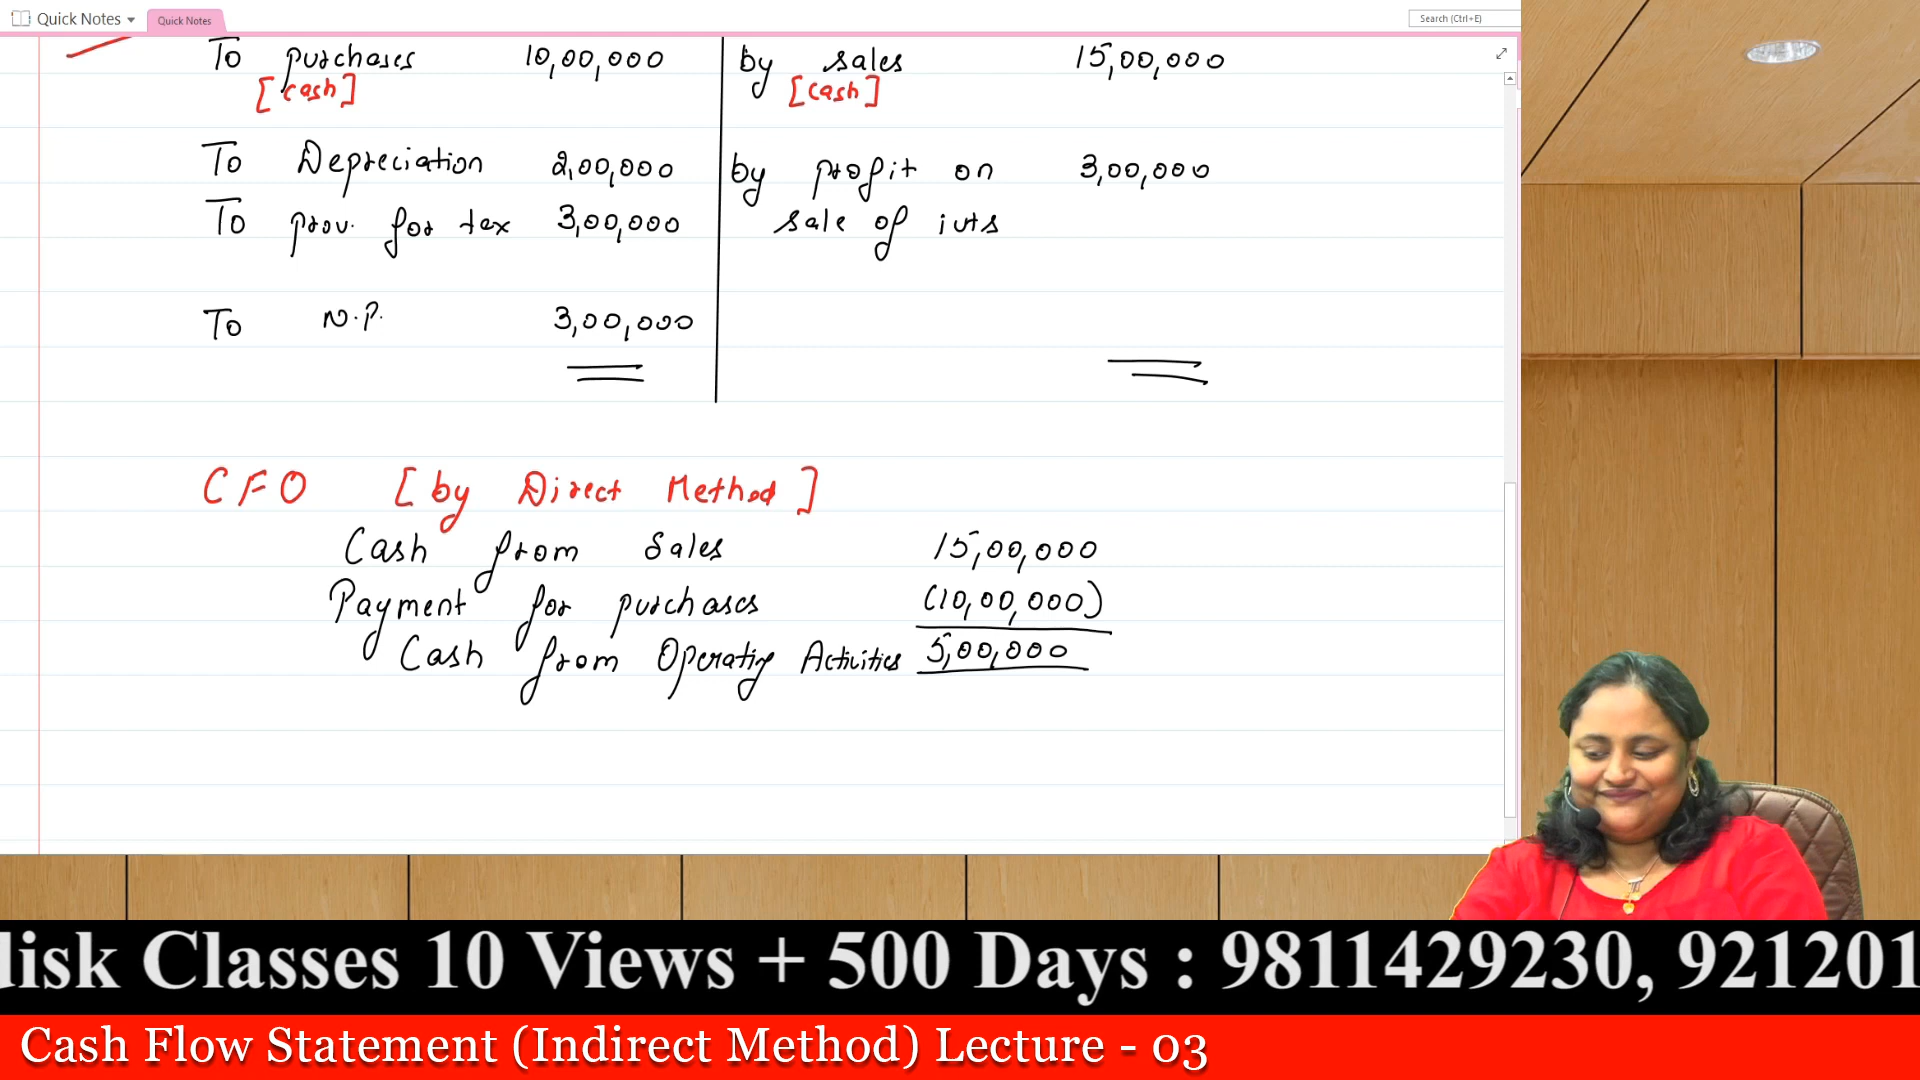 Quick Notes
Quick Notes
Search (Ctrl+E)
To purchases 10,00,000 by sales 15,00,000
[cash] [cash]
To Depreciation 2,00,000 by profit on 3,00,000
To prov. for tax 3,00,000 sale of ivts
To N.P. 3,00,000
CFO [by Direct Method]
Cash from Sales 15,00,000
Payment for purchases (10,00,000)
Cash from Operating Activities 5,00,000
disk Classes 10 Views + 500 Days : 9811429230, 921201
Cash Flow Statement (Indirect Method) Lecture - 03